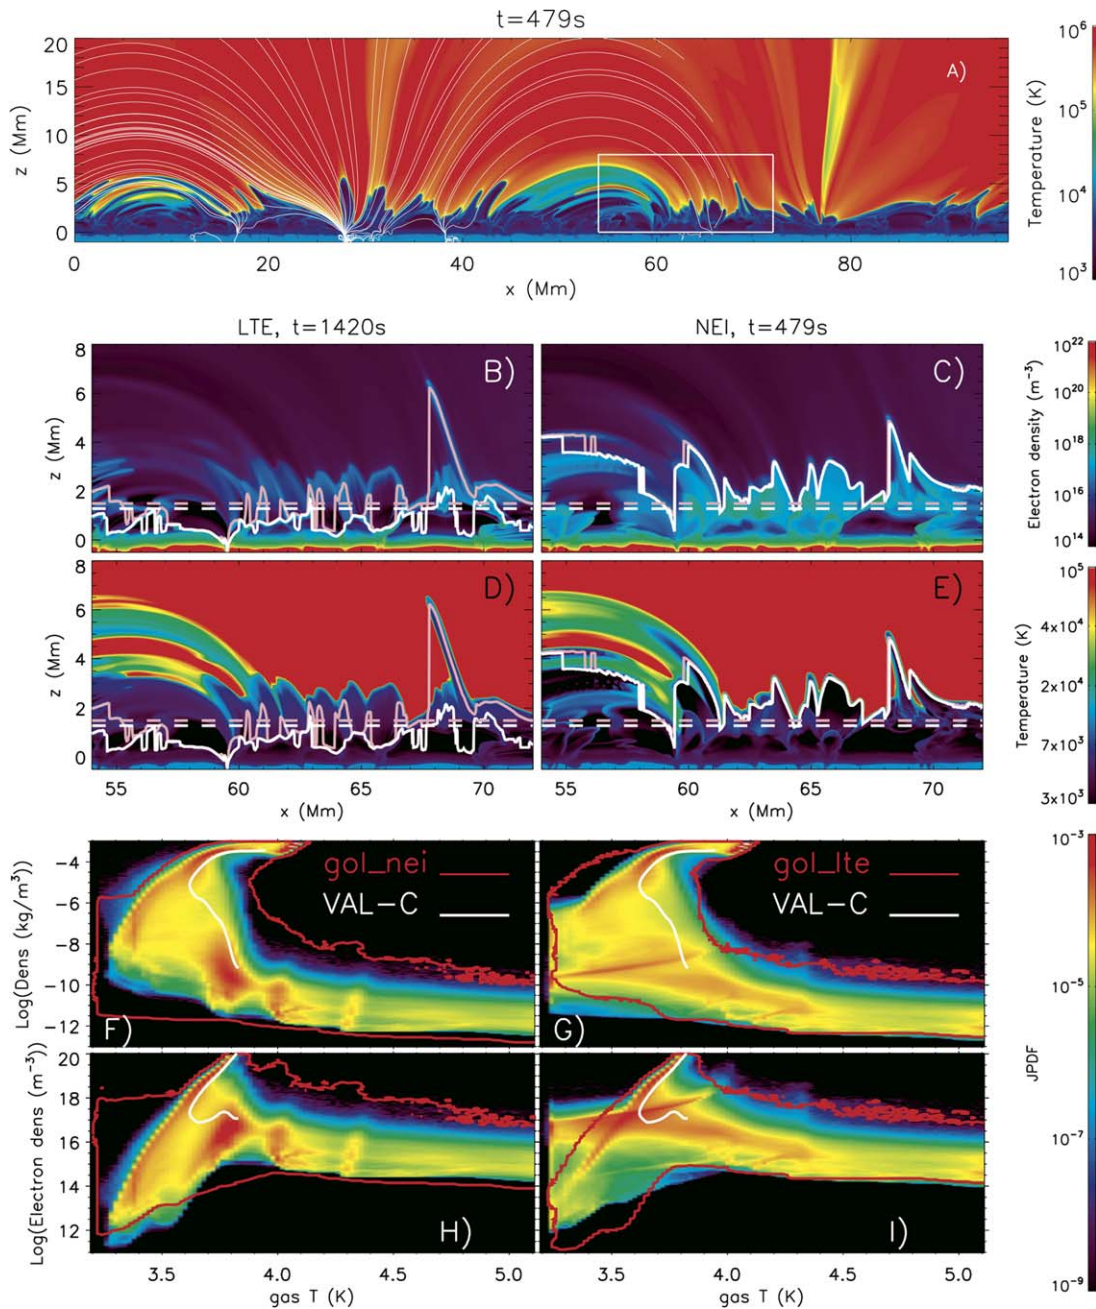 t=479s
A)
z (Mm)
20
15
10
5
0
0 20 40 60 80
x (Mm)
Temperature (K)
10⁶
10⁵
10⁴
10³
LTE, t=1420s NEI, t=479s
B) C)
z (Mm)
8
6
4
2
0
Electron density (m⁻³)
10²²
10²⁰
10¹⁸
10¹⁶
10¹⁴
D) E)
z (Mm)
6
4
2
0
55 60 65 70 55 60 65 70
x (Mm) x (Mm)
Temperature (K)
10⁵
4x10⁴
2x10⁴
7x10³
3x10³
Log(Dens (kg/m³))
-4
-6
-8
-10
-12
gol_nei gol_lte
VAL-C VAL-C
F) G)
Log(Electron dens (m⁻³))
20
18
16
14
12
H) I)
3.5 4.0 4.5 5.0 3.5 4.0 4.5 5.0
gas T (K) gas T (K)
JPDF
10⁻³
10⁻⁵
10⁻⁷
10⁻⁹